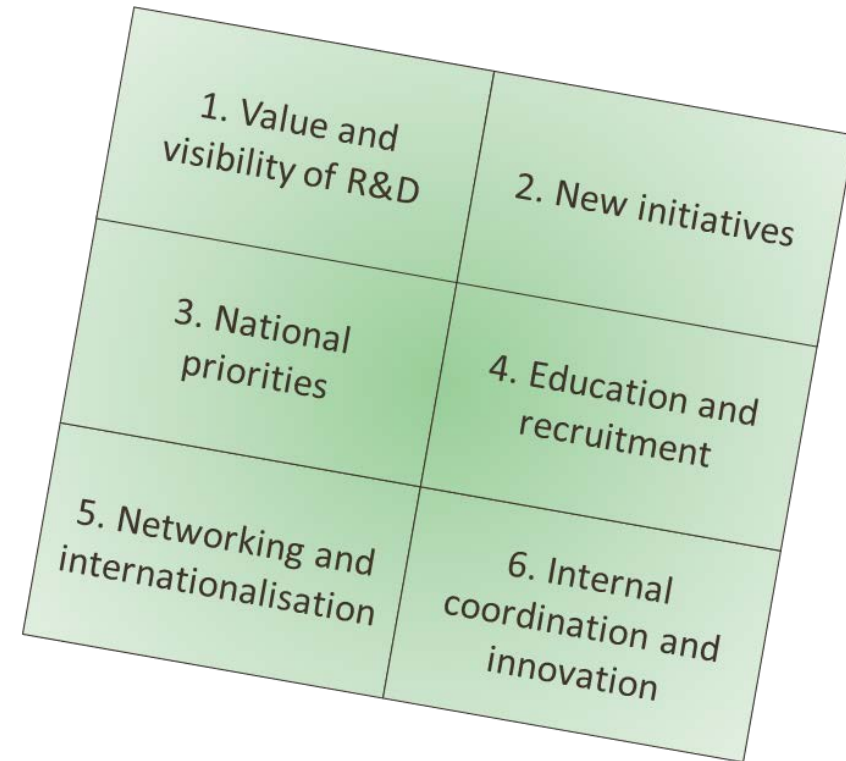 1. Value and
visibility of R&D
2. New initiatives
3. National
priorities
4. Education and
recruitment
5. Networking and
internationalisation
6. Internal
coordination and
innovation